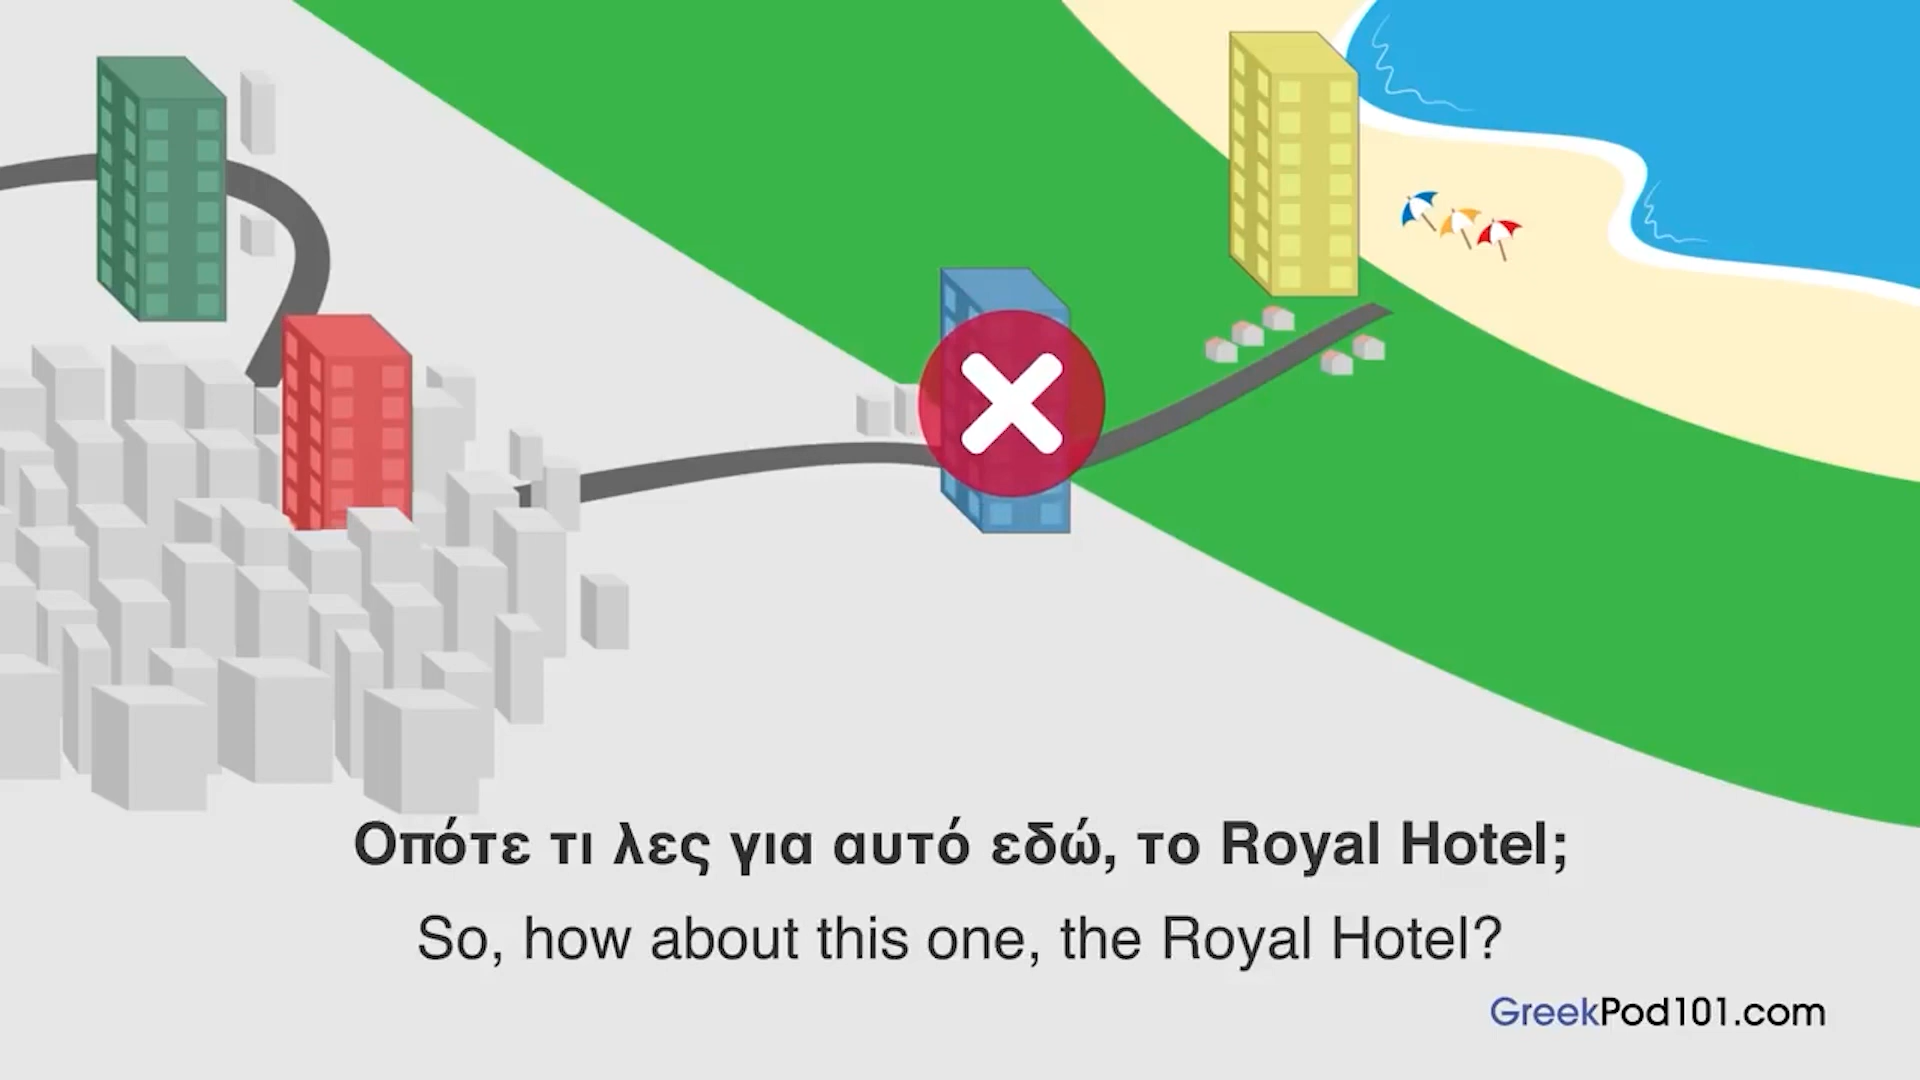 Οπότε τι λες για αυτό εδώ, το Royal Hotel;
So, how about this one, the Royal Hotel?
GreekPod101.com